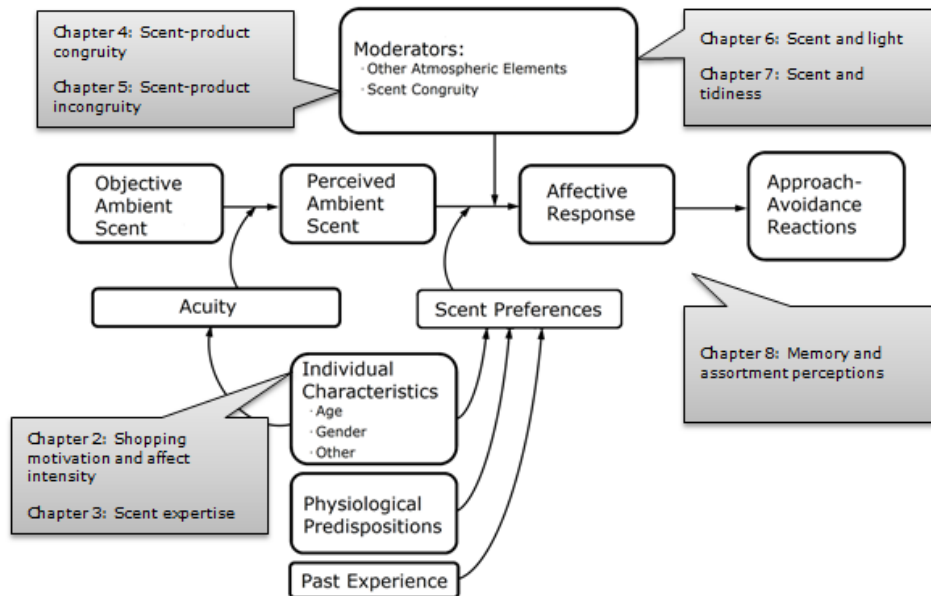 Chapter 4: Scent-product
congruity
Chapter 5: Scent-product
incongruity
Moderators:
· Other Atmospheric Elements
· Scent Congruity
Chapter 6: Scent and light
Chapter 7: Scent and
tidiness
Objective
Ambient
Scent
Perceived
Ambient
Scent
Affective
Response
Approach-
Avoidance
Reactions
Acuity
Scent Preferences
Individual
Characteristics
· Age
· Gender
· Other
Chapter 8: Memory and
assortment perceptions
Chapter 2: Shopping
motivation and affect
intensity
Chapter 3: Scent expertise
Physiological
Predispositions
Past Experience